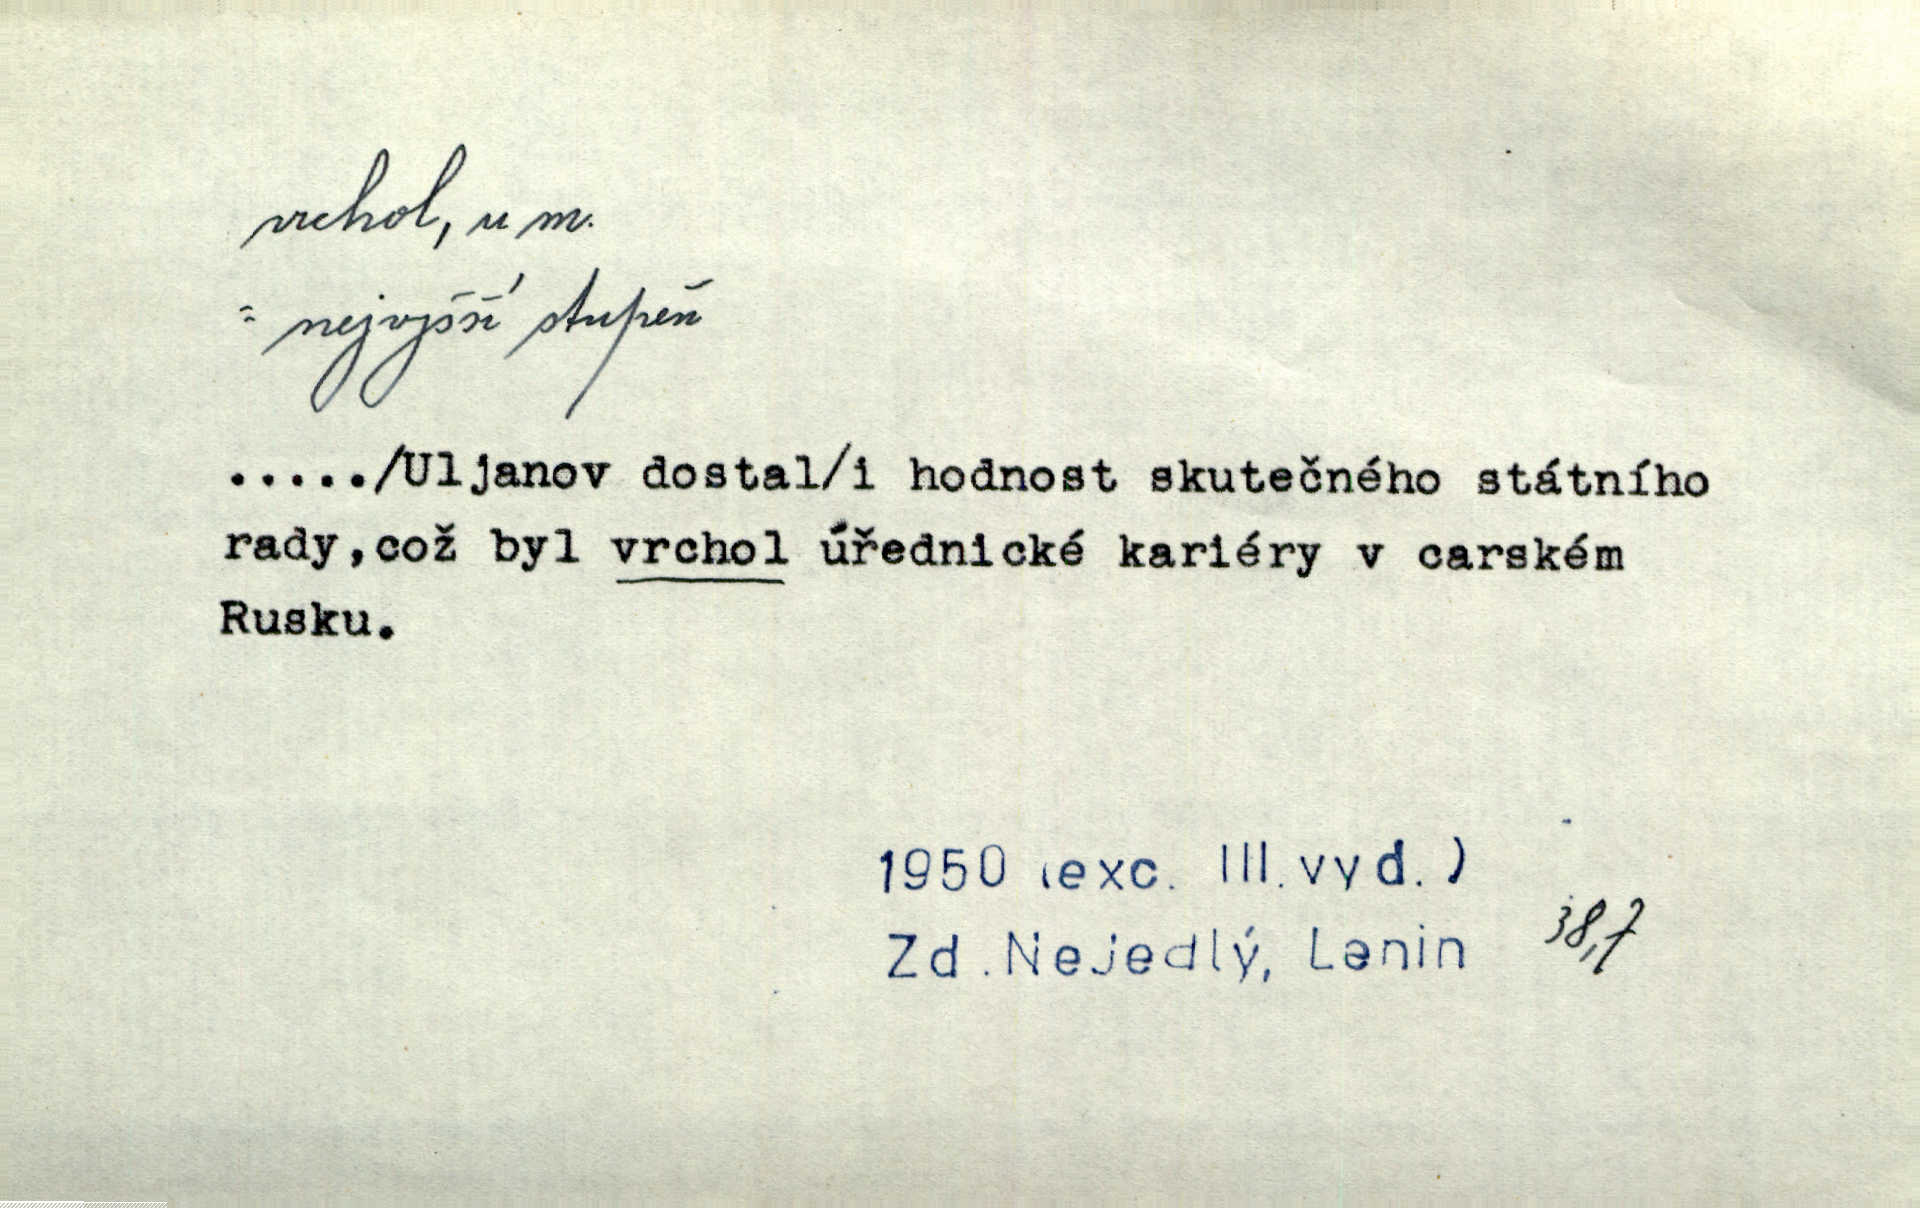 vrchol, u m.
= nejvyšší stupeň
...../Uljanov dostal/i hodnost skutečného státního
rady,což byl vrchol úřednické kariéry v carském
Rusku.
1950 (exc. III.vyd.)
Zd.Nejedlý, Lenin 38,7